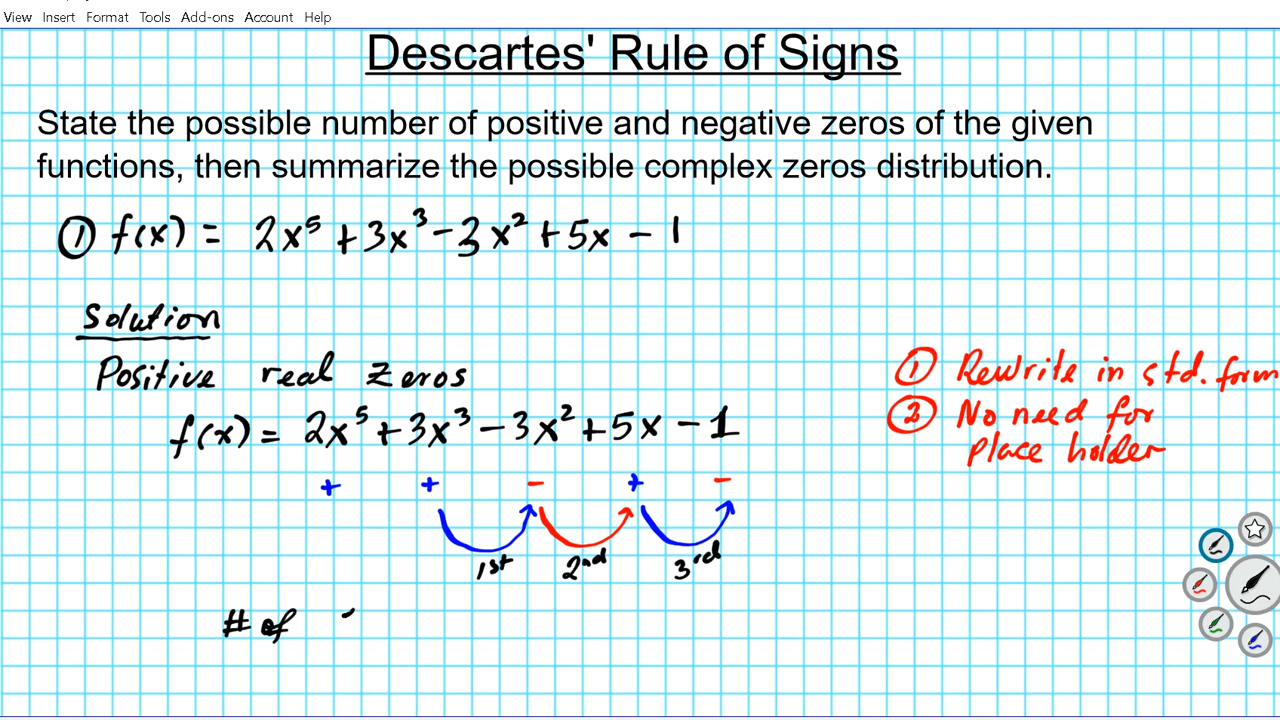 View Insert Format Tools Add-ons Account Help
Descartes' Rule of Signs
State the possible number of positive and negative zeros of the given
functions, then summarize the possible complex zeros distribution.
① f(x) = 2x⁵ + 3x³ - 3x² + 5x - 1
Solution
Positive real zeros
f(x) = 2x⁵ + 3x³ - 3x² + 5x - 1
+ + - + -
1st 2nd 3rd
# of
① Rewrite in std. form
② No need for
place holder